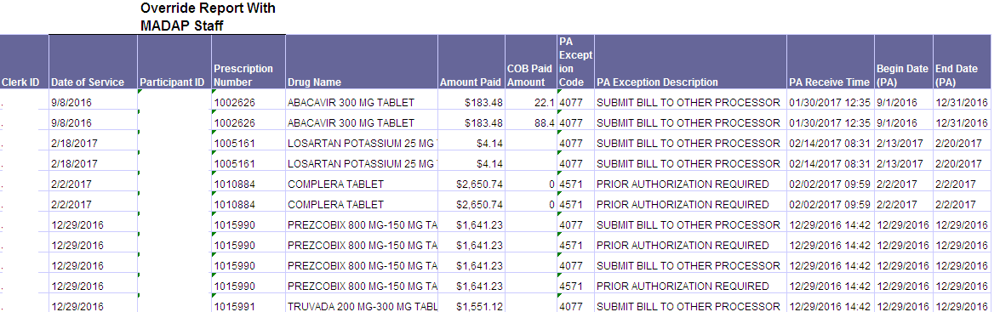 Override Report With
MADAP Staff
Clerk ID Date of Service Participant ID Prescription Number Drug Name Amount Paid COB Paid Amount PA Except ion Code PA Exception Description PA Receive Time Begin Date (PA) End Date (PA)
. 9/8/2016 1002626 ABACAVIR 300 MG TABLET $183.48 22.1 4077 SUBMIT BILL TO OTHER PROCESSOR 01/30/2017 12:35 9/1/2016 12/31/2016
. 9/8/2016 1002626 ABACAVIR 300 MG TABLET $183.48 88.4 4077 SUBMIT BILL TO OTHER PROCESSOR 01/30/2017 12:35 9/1/2016 12/31/2016
. 2/18/2017 1005161 LOSARTAN POTASSIUM 25 MG $4.14 4077 SUBMIT BILL TO OTHER PROCESSOR 02/14/2017 08:31 2/13/2017 2/20/2017
. 2/18/2017 1005161 LOSARTAN POTASSIUM 25 MG $4.14 4077 SUBMIT BILL TO OTHER PROCESSOR 02/14/2017 08:31 2/13/2017 2/20/2017
. 2/2/2017 1010884 COMPLERA TABLET $2,650.74 0 4571 PRIOR AUTHORIZATION REQUIRED 02/02/2017 09:59 2/2/2017 2/2/2017
. 2/2/2017 1010884 COMPLERA TABLET $2,650.74 0 4571 PRIOR AUTHORIZATION REQUIRED 02/02/2017 09:59 2/2/2017 2/2/2017
. 12/29/2016 1015990 PREZCOBIX 800 MG-150 MG TA $1,641.23 4077 SUBMIT BILL TO OTHER PROCESSOR 12/29/2016 14:42 12/29/2016 12/29/2016
. 12/29/2016 1015990 PREZCOBIX 800 MG-150 MG TA $1,641.23 4571 PRIOR AUTHORIZATION REQUIRED 12/29/2016 14:42 12/29/2016 12/29/2016
. 12/29/2016 1015990 PREZCOBIX 800 MG-150 MG TA $1,641.23 4077 SUBMIT BILL TO OTHER PROCESSOR 12/29/2016 14:42 12/29/2016 12/29/2016
. 12/29/2016 1015990 PREZCOBIX 800 MG-150 MG TA $1,641.23 4571 PRIOR AUTHORIZATION REQUIRED 12/29/2016 14:42 12/29/2016 12/29/2016
. 12/29/2016 1015991 TRUVADA 200 MG-300 MG TABL $1,551.12 4077 SUBMIT BILL TO OTHER PROCESSOR 12/29/2016 14:42 12/29/2016 12/29/2016